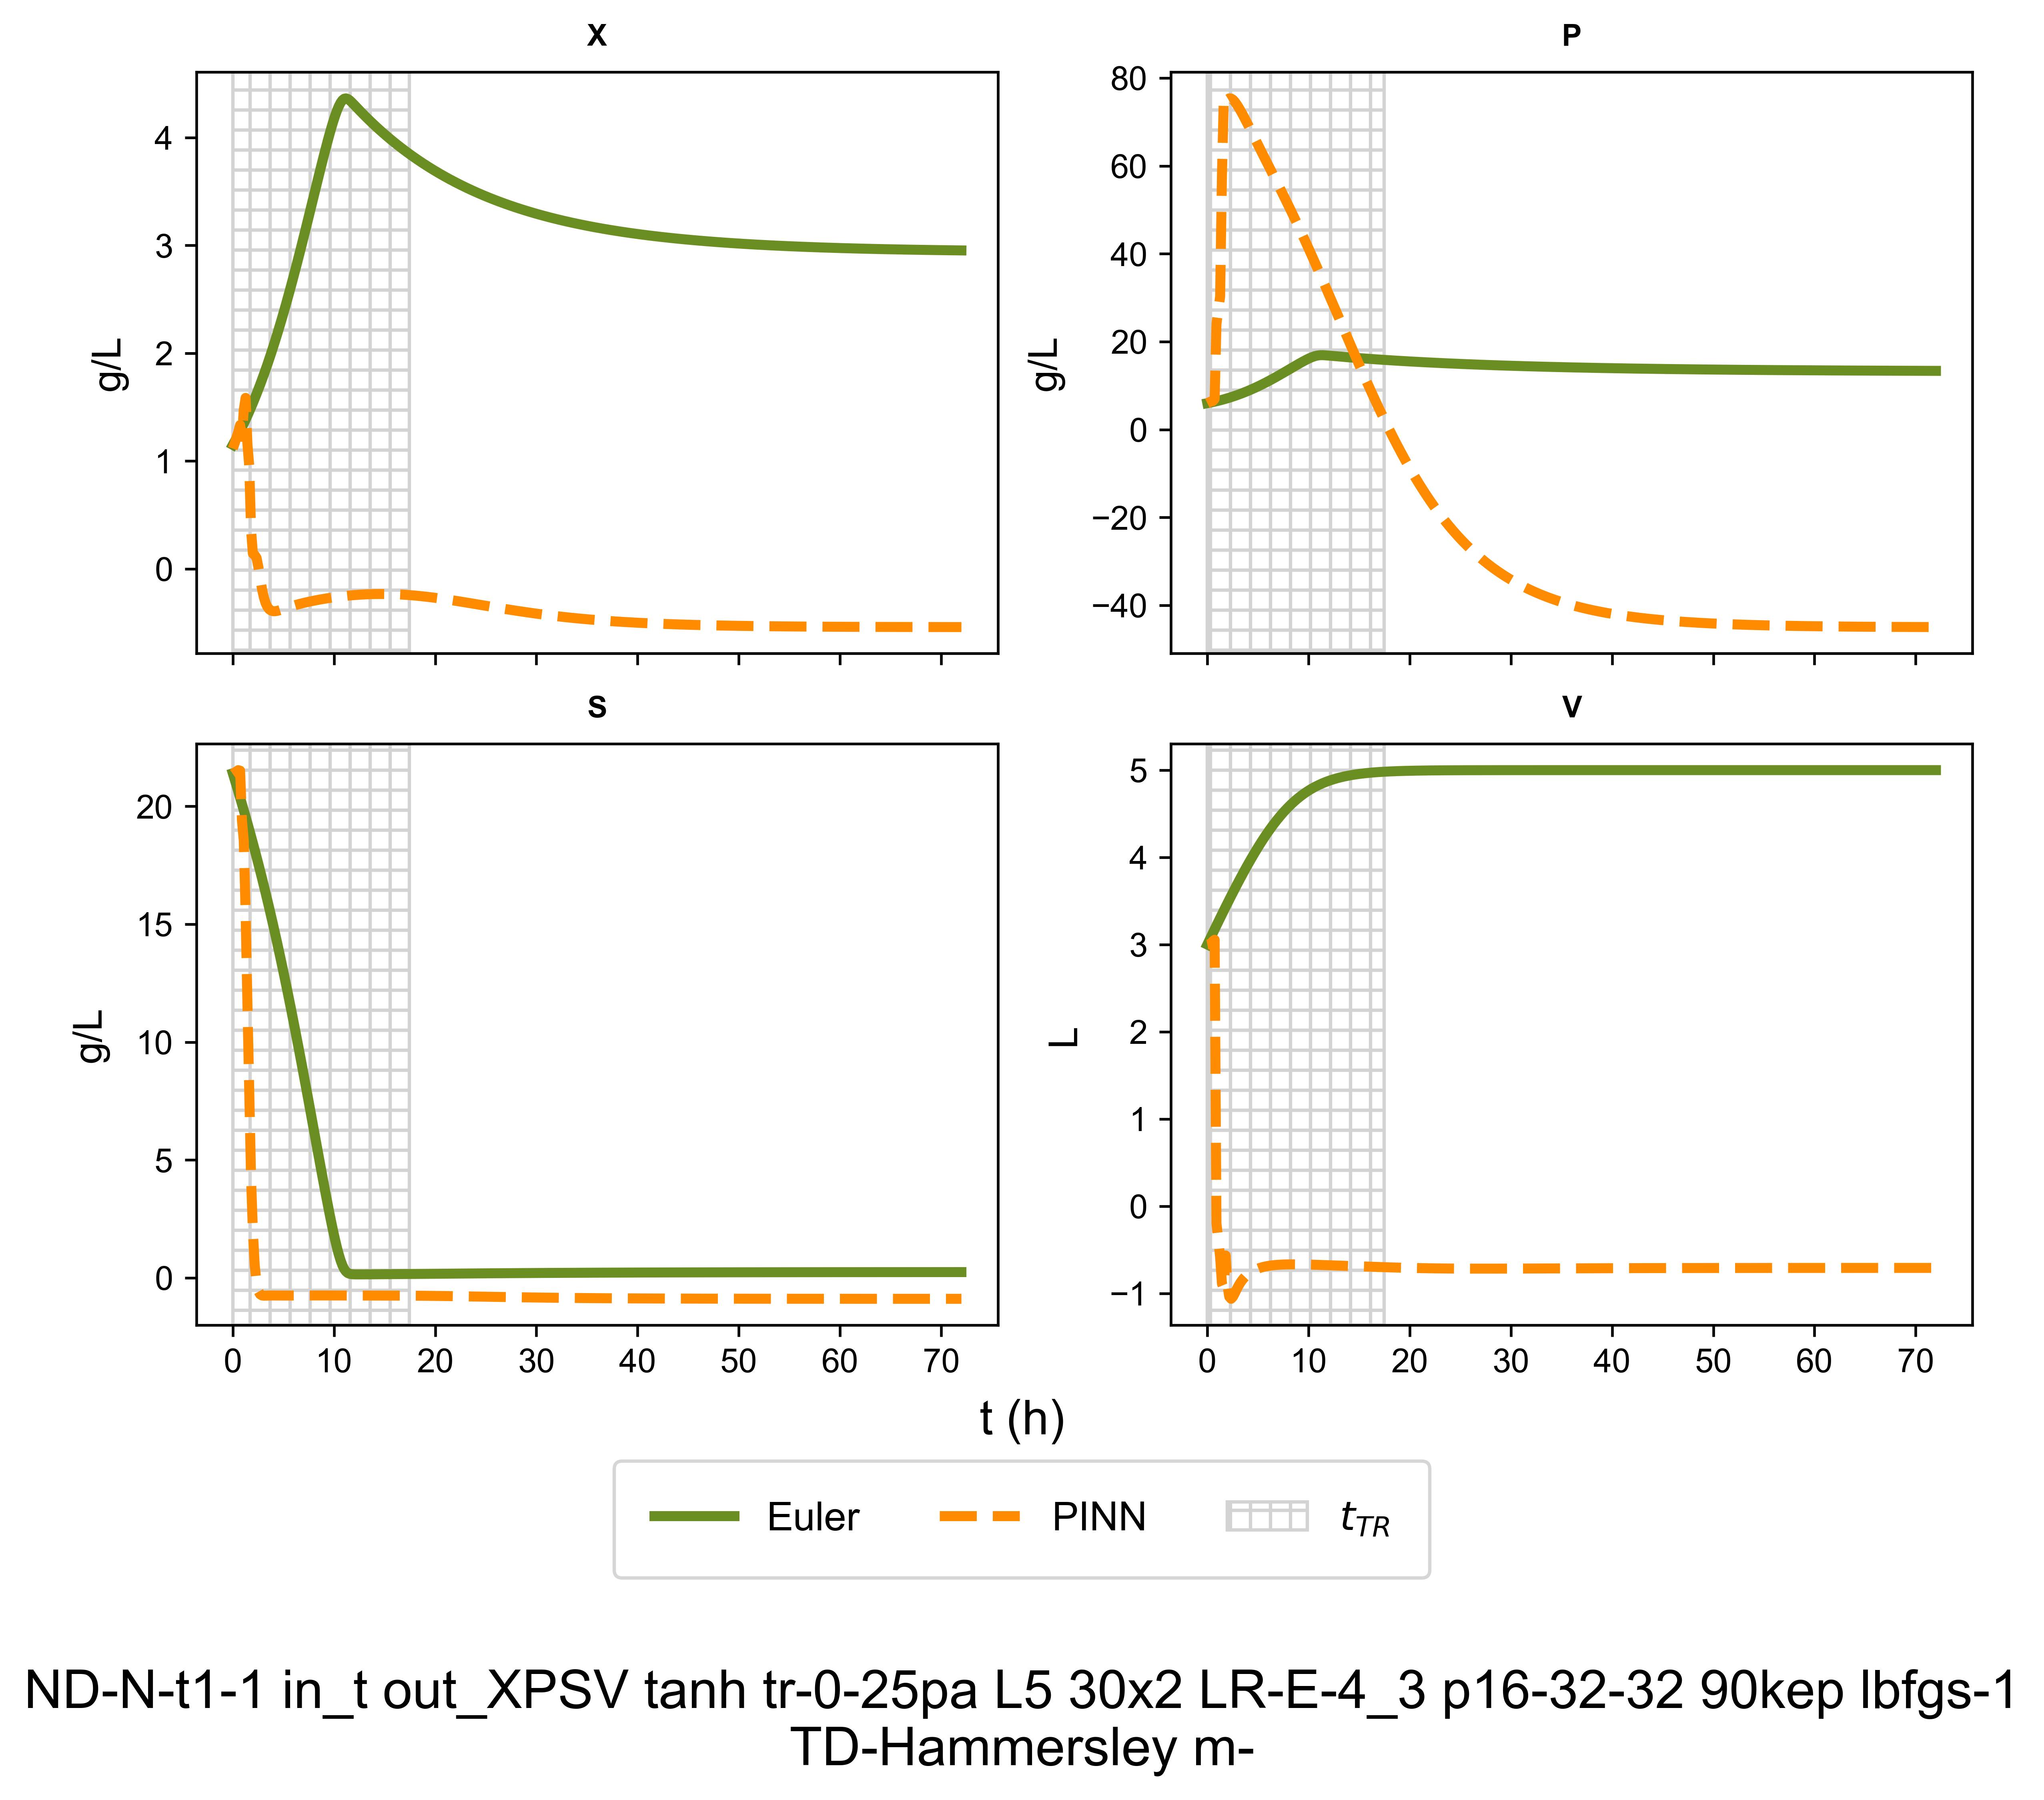 X
P
4
3
2
1
0
g/L
80
60
40
20
0
−20
−40
g/L
S
V
20
15
10
5
0
g/L
5
4
3
2
1
0
−1
L
0 10 20 30 40 50 60 70
0 10 20 30 40 50 60 70
t (h)
Euler PINN t_TR
ND-N-t1-1 in_t out_XPSV tanh tr-0-25pa L5 30x2 LR-E-4_3 p16-32-32 90kep lbfgs-1
TD-Hammersley m-